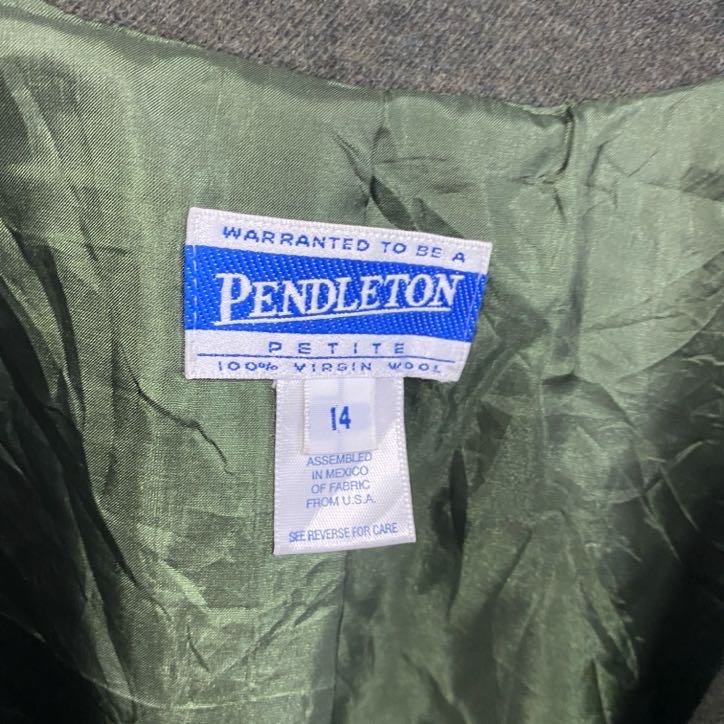 WARRANTED TO BE A
PENDLETON
PETITE
100% VIRGIN WOOL
14
ASSEMBLED
IN MEXICO
OF FABRIC
FROM U.S.A.
SEE REVERSE FOR CARE